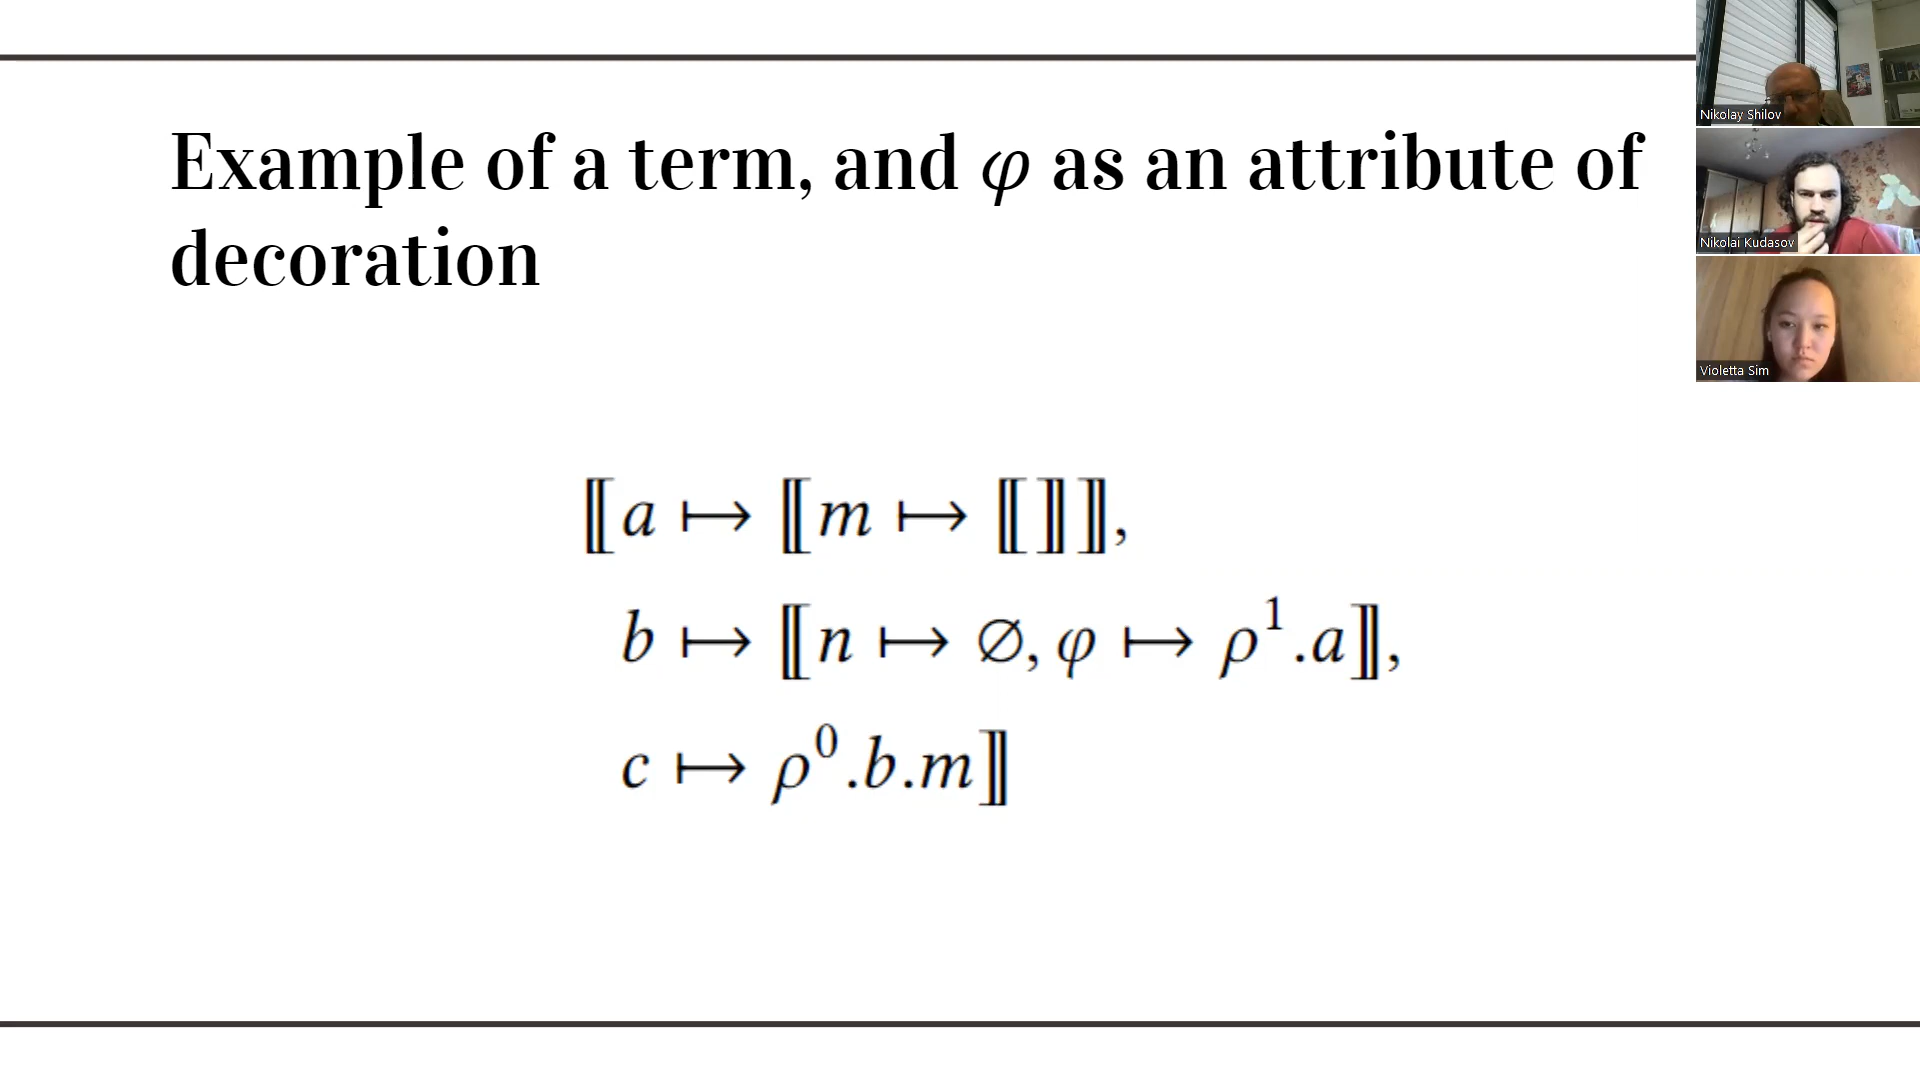 Example of a term, and φ as an attribute of
decoration
⟦a ↦ ⟦m ↦ ⟦⟧⟧,
b ↦ ⟦n ↦ ∅, φ ↦ ρ¹.a⟧,
c ↦ ρ⁰.b.m⟧
Nikolay Shilov
Nikolai Kudasov
Violetta Sim